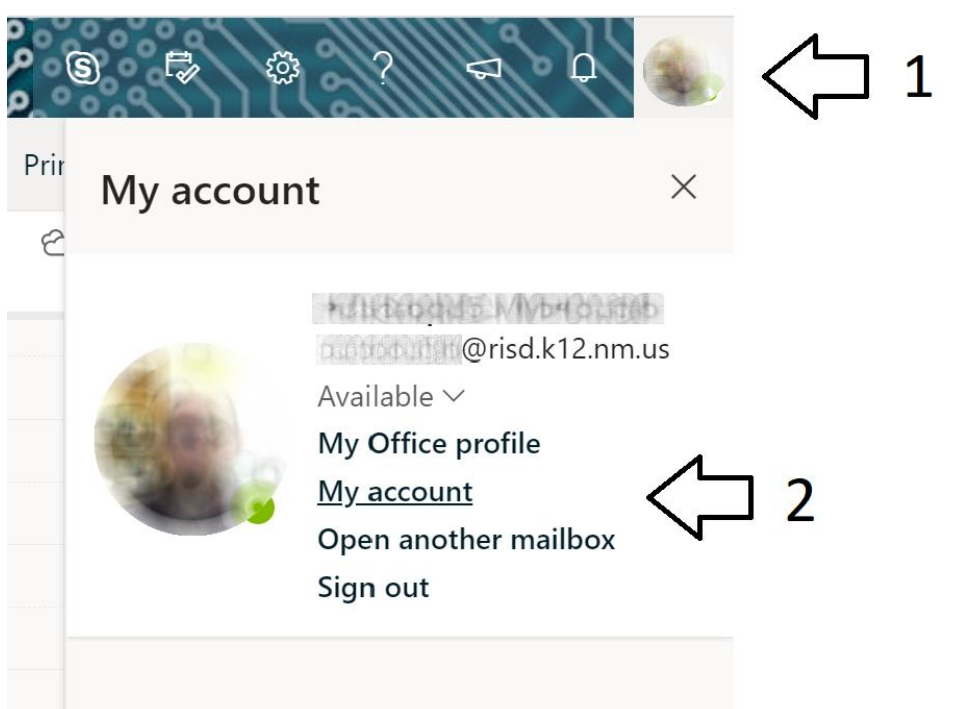 1
Prin
My account
@risd.k12.nm.us
Available
My Office profile
My account
2
Open another mailbox
Sign out